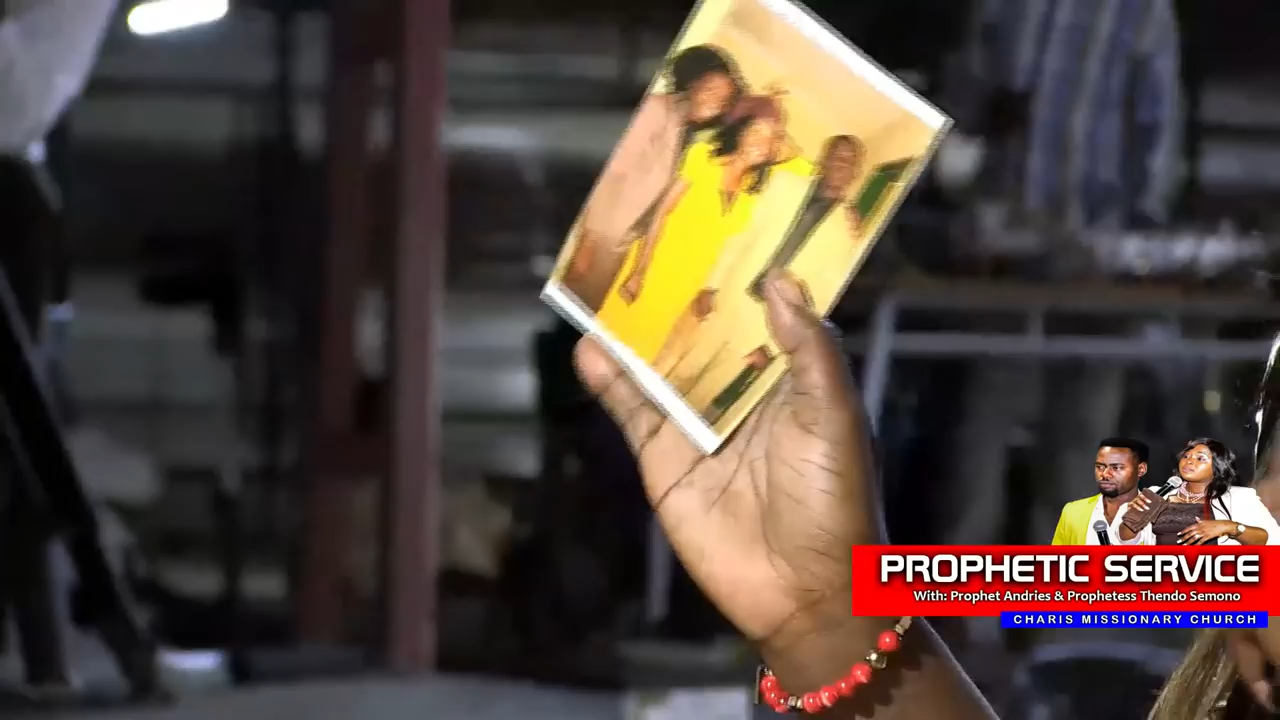 PROPHETIC SERVICE
With: Prophet Andries & Prophetess Thendo Semono
CHARIS MISSIONARY CHURCH